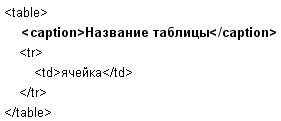 <table>
<caption>Название таблицы</caption>
<tr>
<td>ячейка</td>
</tr>
</table>